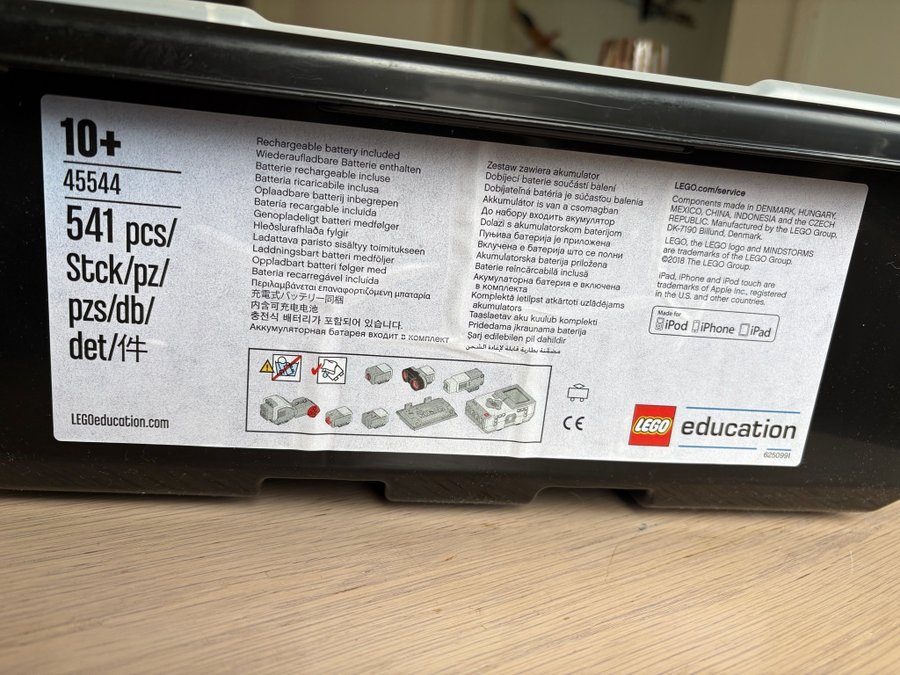 10+
45544
541 pcs/
Stck/pz/
pzs/db/
det/件
LEGOeducation.com
Rechargeable battery included
Wiederaufladbare Batterie enthalten
Batterie rechargeable incluse
Batteria ricaricabile inclusa
Oplaadbare batterij inbegrepen
Batería recargable incluida
Genopladeligt batteri medfølger
Hleðslurafhlaða fylgir
Ladattava paristo sisältyy toimitukseen
Laddningsbart batteri medföljer
Oppladbart batteri følger med
Bateria recarregável incluída
Περιλαμβάνεται επαναφορτιζόμενη μπαταρία
充電式バッテリー同梱
内含可充电电池
충전식 배터리가 포함되어 있습니다.
Аккумуляторная батарея входит в комплект
Zestaw zawiera akumulator
Dobíjecí baterie součástí balení
Dobíjateľná batéria je súčasťou balenia
Akkumulátor is van a csomagban
До набору входить акумулятор
Dolazi s akumulatorskom baterijom
Пуњива батерија је приложена
Вклучена е батерија што се полни
Akumulatorska baterija priložena
Baterie reîncărcabilă inclusă
Акумулаторна батерия е включена
в комплекта
Komplektā ietilpst atkārtoti uzlādējams
akumulators
Taaslaetav aku kuulub komplekti
Pridedama įkraunama baterija
Şarj edilebilen pil dahildir
مضمّنة بطارية قابلة لإعادة الشحن
LEGO.com/service
Components made in DENMARK, HUNGARY,
MEXICO, CHINA, INDONESIA and the CZECH
REPUBLIC. Manufactured by the LEGO Group,
DK-7190 Billund, Denmark.
LEGO, the LEGO logo and MINDSTORMS
are trademarks of the LEGO Group.
©2018 The LEGO Group.
iPad, iPhone and iPod touch are
trademarks of Apple Inc., registered
in the U.S. and other countries.
Made for
iPod iPhone iPad
CE
LEGO education
6250991